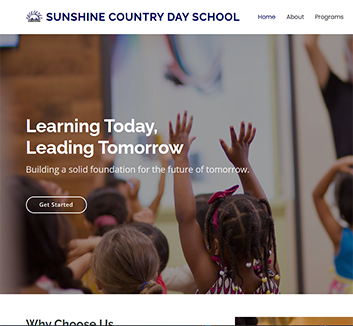 SUNSHINE COUNTRY DAY SCHOOL
Home About Programs
Learning Today,
Leading Tomorrow
Building a solid foundation for the future of tomorrow.
Get Started
Why Choose Us